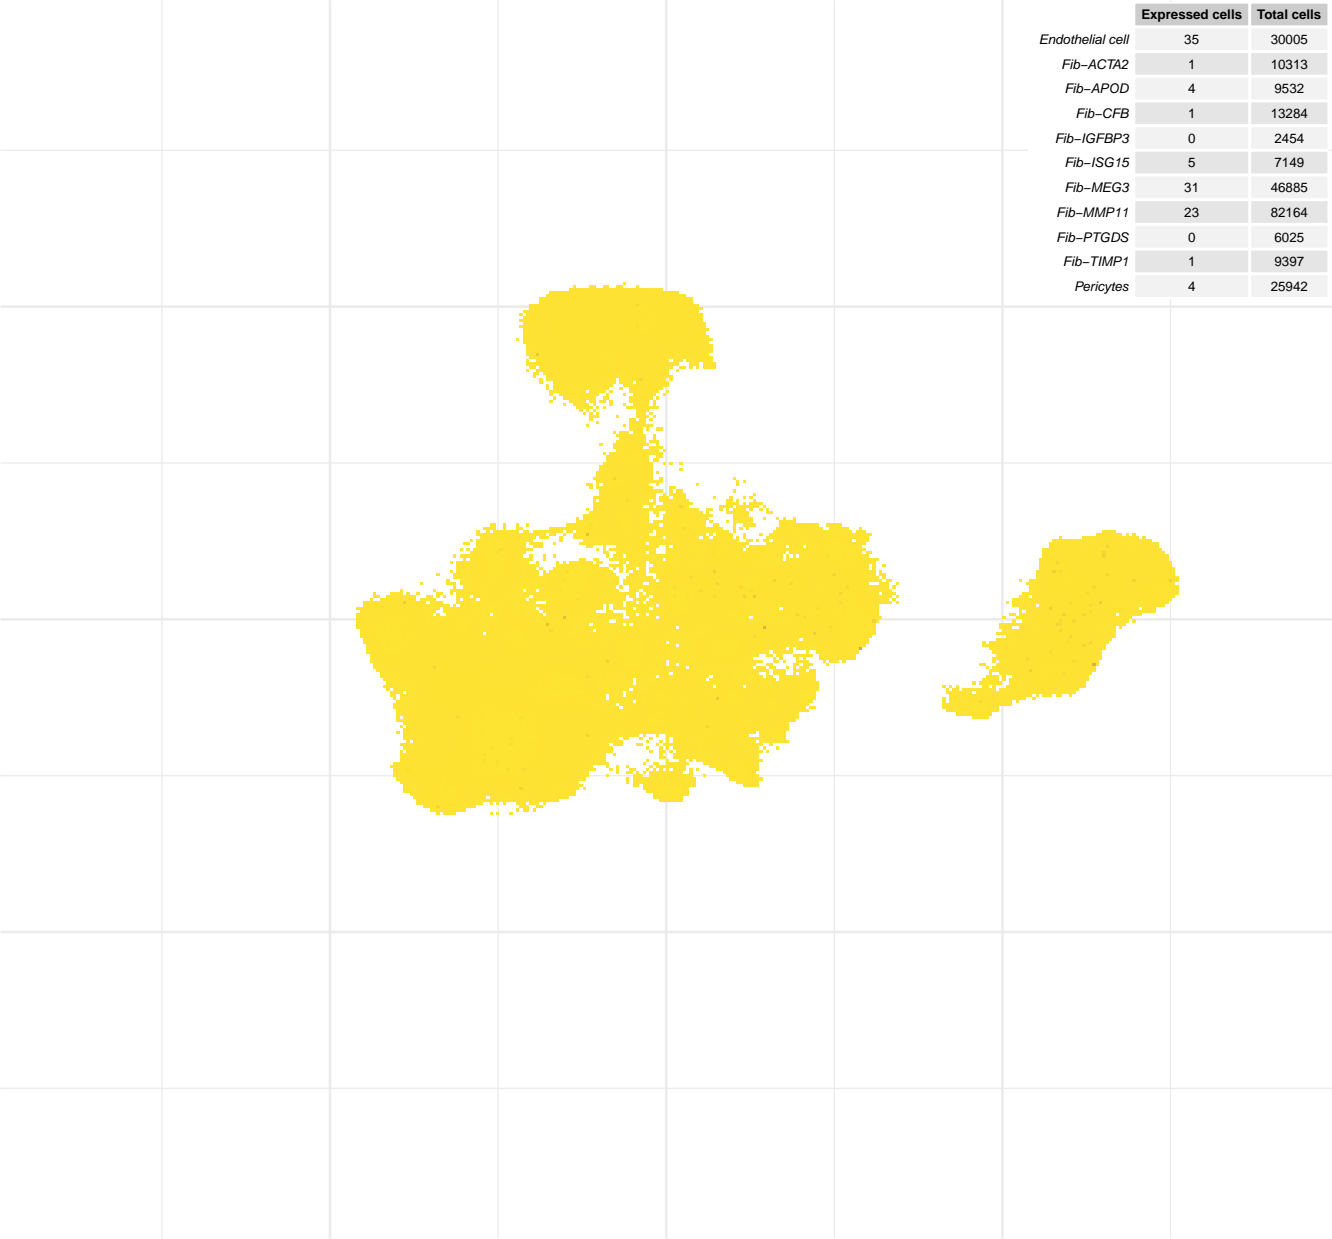 Expressed cells Total cells
Endothelial cell 35 30005
Fib−ACTA2 1 10313
Fib−APOD 4 9532
Fib−CFB 1 13284
Fib−IGFBP3 0 2454
Fib−ISG15 5 7149
Fib−MEG3 31 46885
Fib−MMP11 23 82164
Fib−PTGDS 0 6025
Fib−TIMP1 1 9397
Pericytes 4 25942